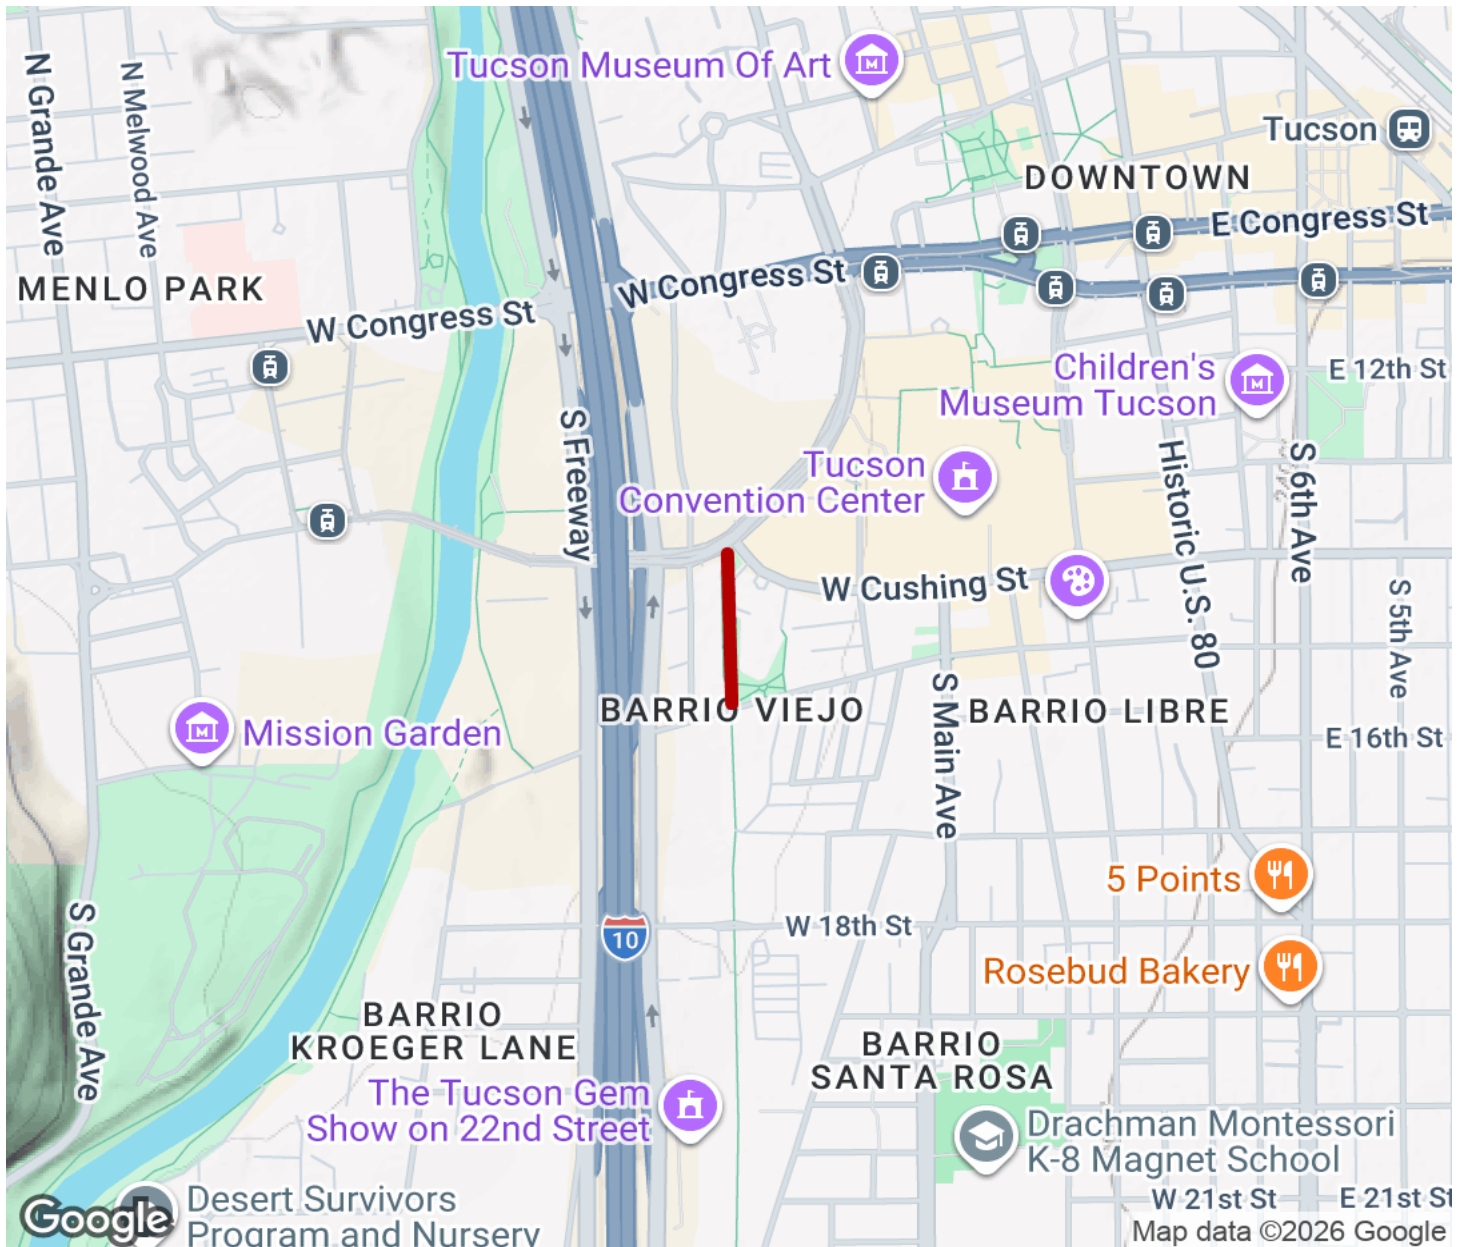 Tucson Museum Of Art
N Grande Ave
N Melwood Ave
Tucson
DOWNTOWN
E Congress St
MENLO PARK
W Congress St
W Congress St
Children's
Museum Tucson
E 12th St
S Freeway
Tucson
Convention Center
Historic U.S. 80
S 6th Ave
W Cushing St
S 5th Ave
BARRIO VIEJO
S Main Ave
BARRIO LIBRE
Mission Garden
E 16th St
5 Points
S Grande Ave
10
W 18th St
Rosebud Bakery
BARRIO
KROEGER LANE
BARRIO
SANTA ROSA
The Tucson Gem
Show on 22nd Street
Drachman Montessori
K-8 Magnet School
Desert Survivors
Program and Nursery
W 21st St
E 21st St
Google
Map data ©2026 Google